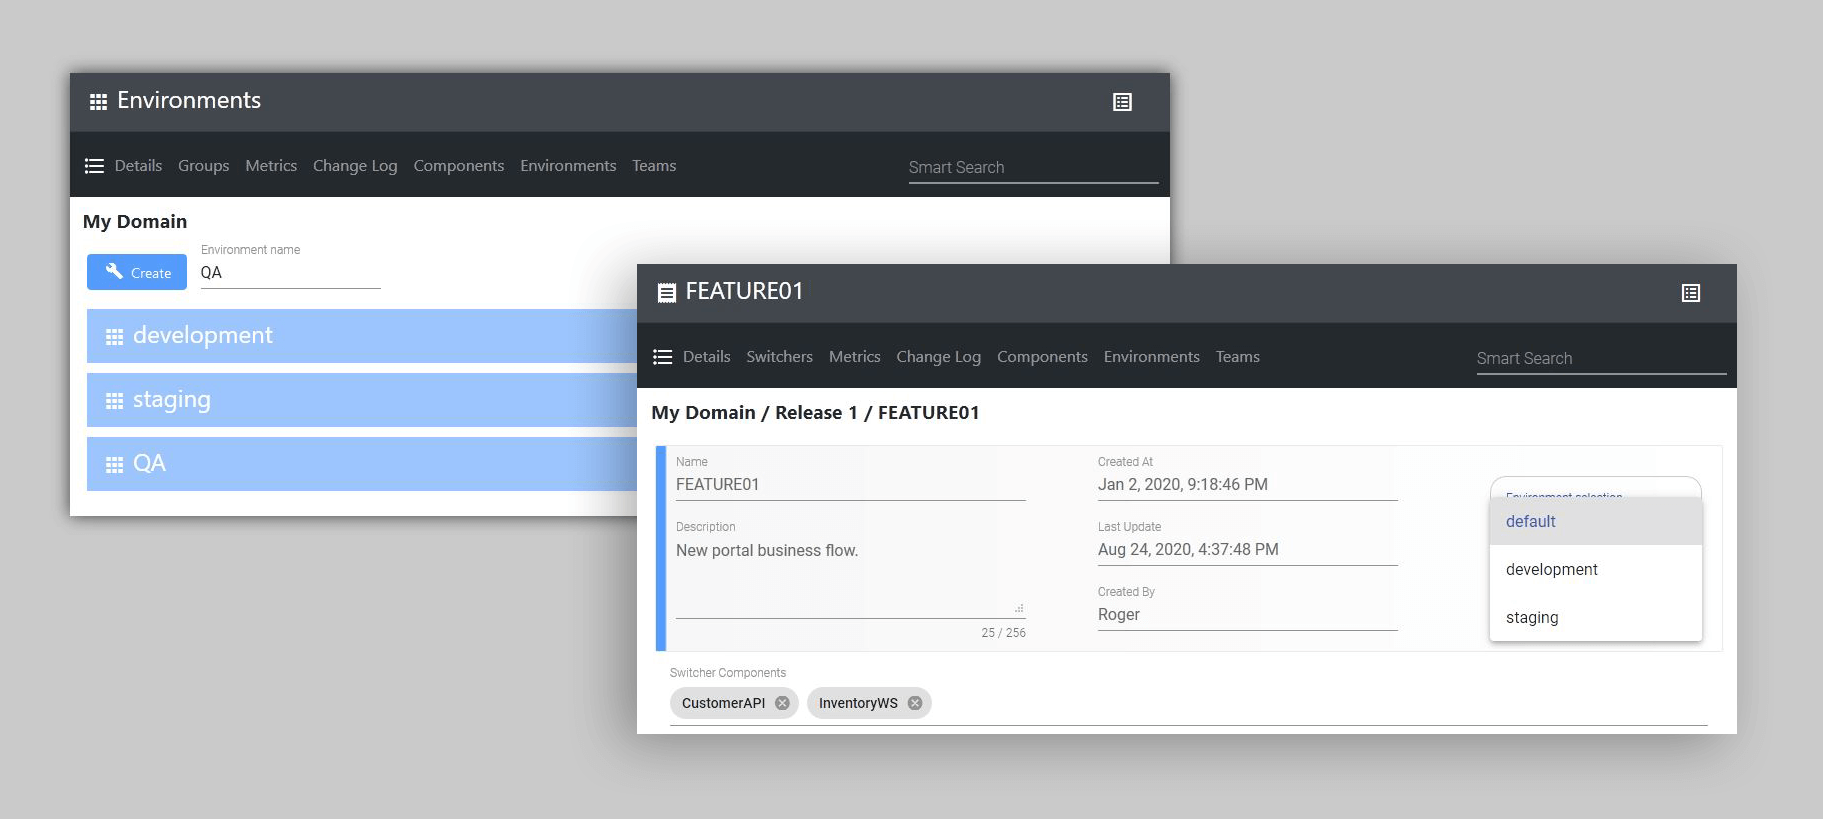 Environments
Details Groups Metrics Change Log Components Environments Teams
Smart Search
My Domain
Environment name
Create
QA
development
staging
QA
FEATURE01
Details Switchers Metrics Change Log Components Environments Teams
Smart Search
My Domain / Release 1 / FEATURE01
Name
FEATURE01
Description
New portal business flow.
25 / 256
Created At
Jan 2, 2020, 9:18:46 PM
Last Update
Aug 24, 2020, 4:37:48 PM
Created By
Roger
Environment selection
default
development
staging
Switcher Components
CustomerAPI
InventoryWS